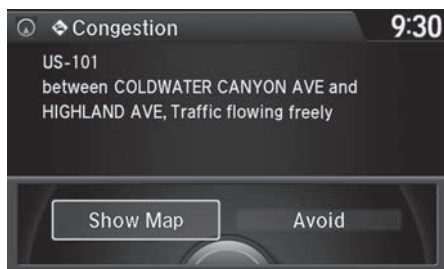 Congestion 9:30
US-101
between COLDWATER CANYON AVE and
HIGHLAND AVE, Traffic flowing freely
Show Map Avoid